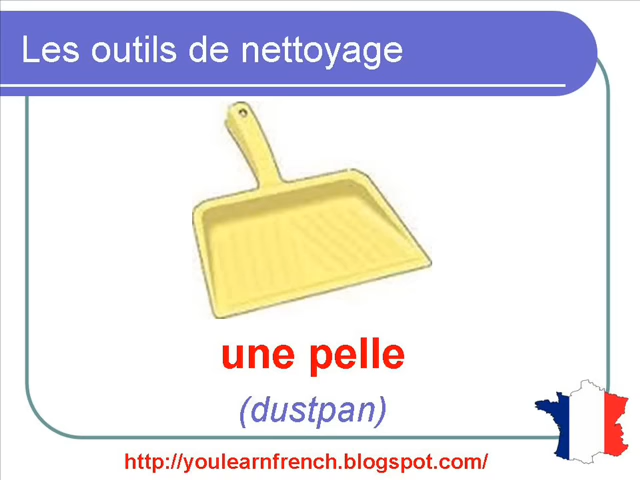 Les outils de nettoyage
une pelle
(dustpan)
http://youlearnfrench.blogspot.com/